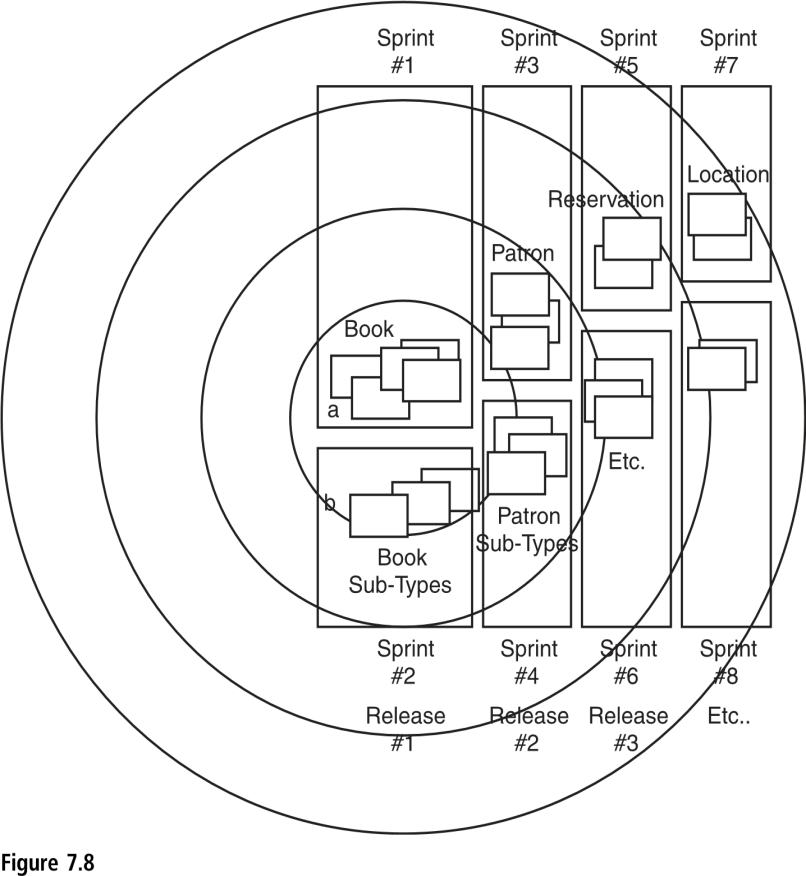 Sprint
#1
Sprint
#3
Sprint
#5
Sprint
#7
Location
Reservation
Patron
Book
a
b
Etc.
Patron
Sub-Types
Book
Sub-Types
Sprint
#2
Sprint
#4
Sprint
#6
Sprint
#8
Release
#1
Release
#2
Release
#3
Etc..
Figure 7.8